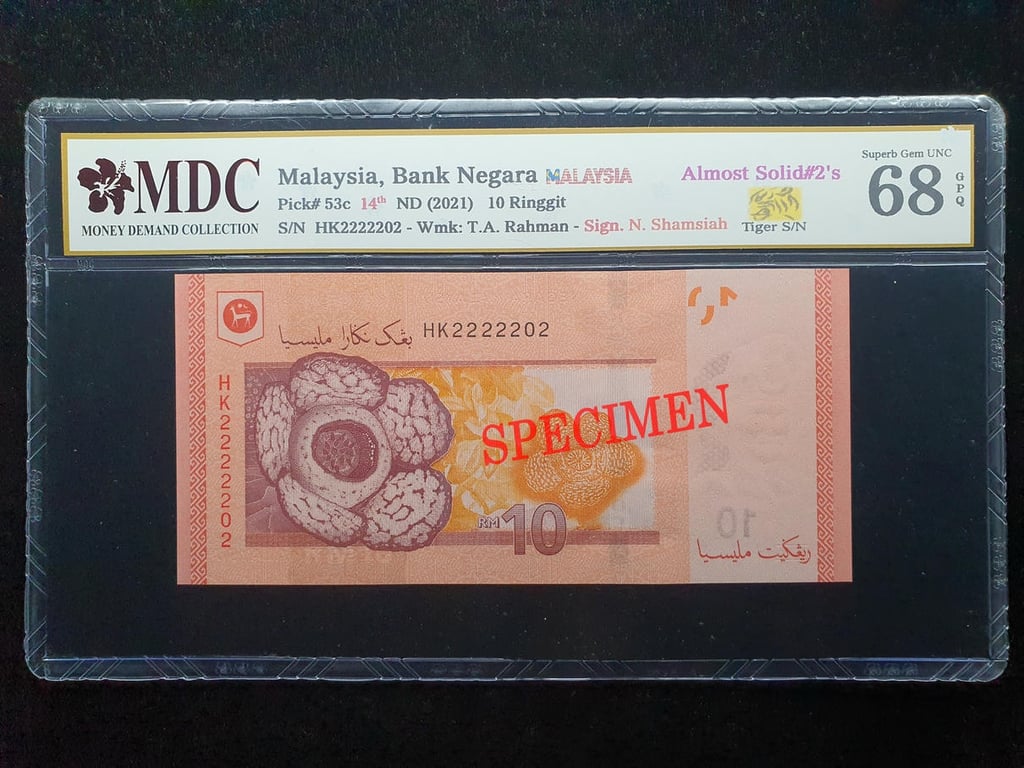 MDC
MONEY DEMAND COLLECTION
Malaysia, Bank Negara MALAYSIA
Pick# 53c 14th ND (2021) 10 Ringgit
S/N HK2222202 - Wmk: T.A. Rahman - Sign. N. Shamsiah
Almost Solid#2's
Tiger S/N
Superb Gem UNC
68
GPQ
بڠک نݢارا مليسيا HK2222202
HK2222202
SPECIMEN
RM10
10
ريڠݢيت مليسيا